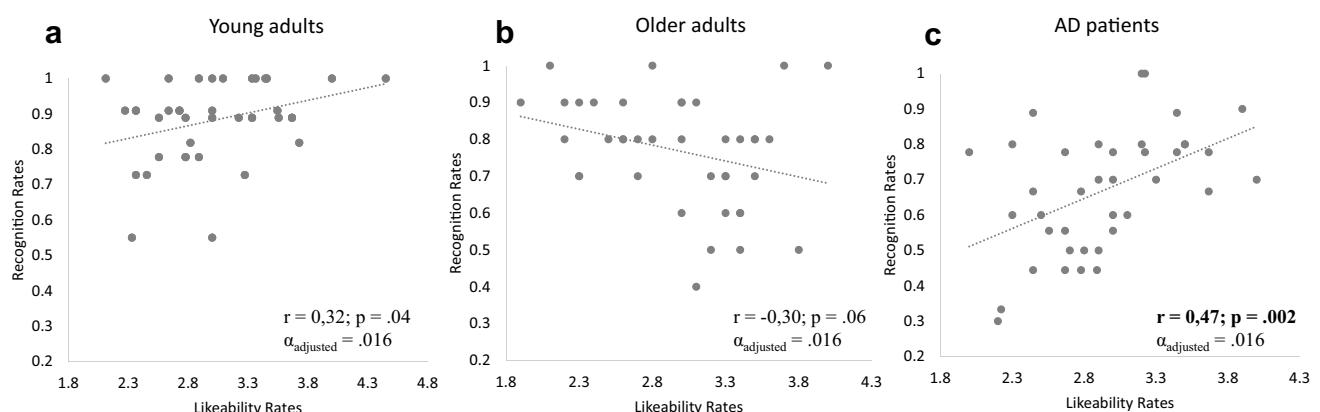 a
Young adults
Recognition Rates
1
0.9
0.8
0.7
0.6
0.5
0.4
0.3
0.2
r = 0,32; p = .04
αadjusted = .016
1.8 2.3 2.8 3.3 3.8 4.3 4.8
Likeability Rates
b
Older adults
Recognition Rates
1
0.9
0.8
0.7
0.6
0.5
0.4
0.3
0.2
r = -0,30; p = .06
αadjusted = .016
1.8 2.3 2.8 3.3 3.8 4.3
Likeability Rates
c
AD patients
Recognition Rates
1
0.9
0.8
0.7
0.6
0.5
0.4
0.3
0.2
r = 0,47; p = .002
αadjusted = .016
1.8 2.3 2.8 3.3 3.8 4.3
Likeability Rates